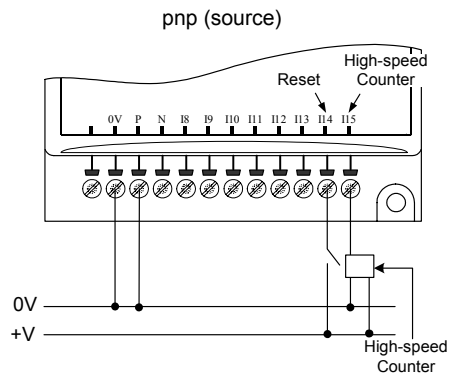 pnp (source)
High-speed
Counter
Reset
0V P N I8 I9 I10 I11 I12 I13 I14 I15
0V
+V
High-speed
Counter